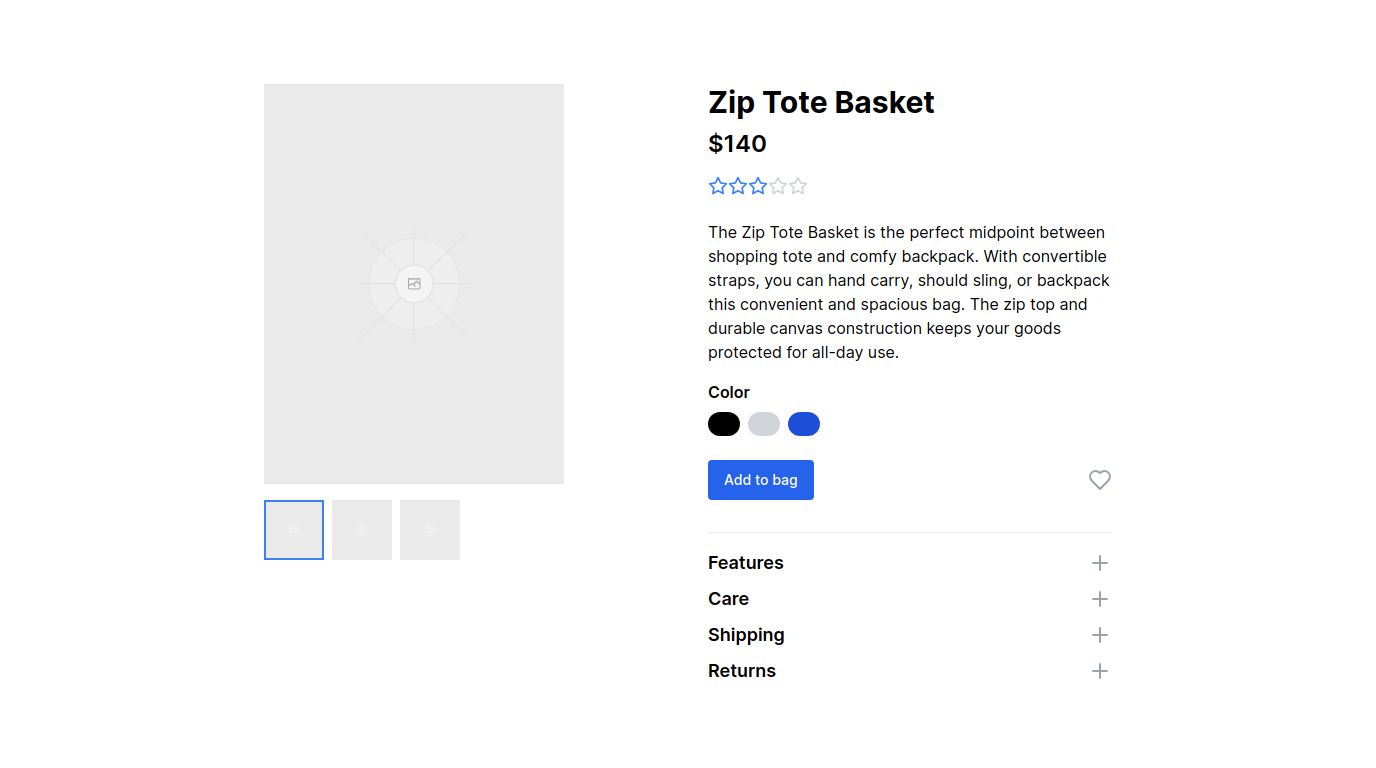 Zip Tote Basket
$140
The Zip Tote Basket is the perfect midpoint between
shopping tote and comfy backpack. With convertible
straps, you can hand carry, should sling, or backpack
this convenient and spacious bag. The zip top and
durable canvas construction keeps your goods
protected for all-day use.
Color
Add to bag
Features
Care
Shipping
Returns